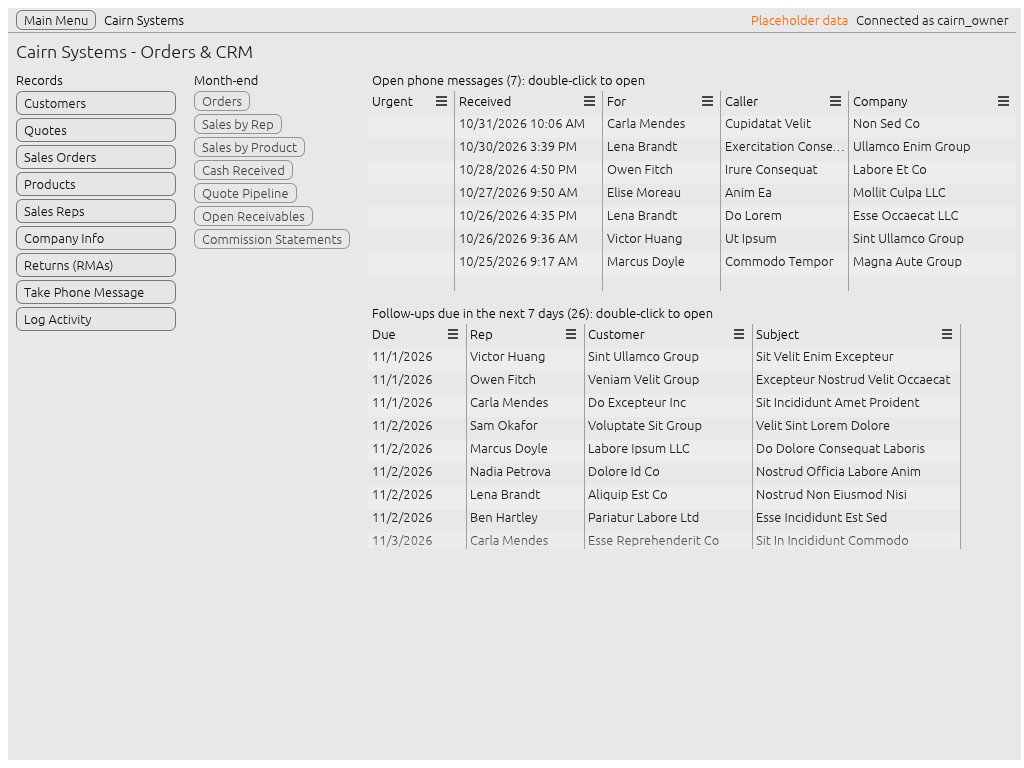 Main Menu Cairn Systems Placeholder data Connected as cairn_owner
Cairn Systems - Orders & CRM
Records
Customers
Quotes
Sales Orders
Products
Sales Reps
Company Info
Returns (RMAs)
Take Phone Message
Log Activity
Month-end
Orders
Sales by Rep
Sales by Product
Cash Received
Quote Pipeline
Open Receivables
Commission Statements
Open phone messages (7): double-click to open
Urgent Received For Caller Company
10/31/2026 10:06 AM Carla Mendes Cupidatat Velit Non Sed Co
10/30/2026 3:39 PM Lena Brandt Exercitation Conse... Ullamco Enim Group
10/28/2026 4:50 PM Owen Fitch Irure Consequat Labore Et Co
10/27/2026 9:50 AM Elise Moreau Anim Ea Mollit Culpa LLC
10/26/2026 4:35 PM Lena Brandt Do Lorem Esse Occaecat LLC
10/26/2026 9:36 AM Victor Huang Ut Ipsum Sint Ullamco Group
10/25/2026 9:17 AM Marcus Doyle Commodo Tempor Magna Aute Group
Follow-ups due in the next 7 days (26): double-click to open
Due Rep Customer Subject
11/1/2026 Victor Huang Sint Ullamco Group Sit Velit Enim Excepteur
11/1/2026 Owen Fitch Veniam Velit Group Excepteur Nostrud Velit Occaecat
11/1/2026 Carla Mendes Do Excepteur Inc Sit Incididunt Amet Proident
11/2/2026 Sam Okafor Voluptate Sit Group Velit Sint Lorem Dolore
11/2/2026 Marcus Doyle Labore Ipsum LLC Do Dolore Consequat Laboris
11/2/2026 Nadia Petrova Dolore Id Co Nostrud Officia Labore Anim
11/2/2026 Lena Brandt Aliquip Est Co Nostrud Non Eiusmod Nisi
11/2/2026 Ben Hartley Pariatur Labore Ltd Esse Incididunt Est Sed
11/3/2026 Carla Mendes Esse Reprehenderit Co Sit In Incididunt Commodo